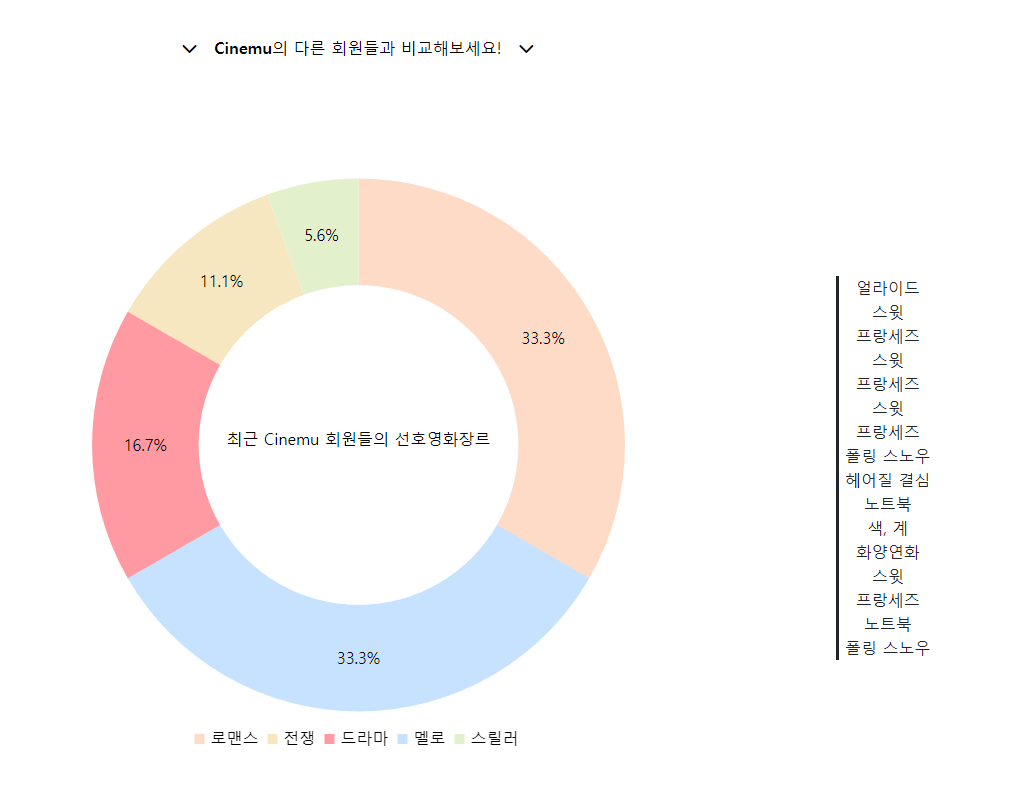 Cinemu의 다른 회원들과 비교해보세요!
5.6%
11.1%
33.3%
16.7%
최근 Cinemu 회원들의 선호영화장르
33.3%
로맨스 전쟁 드라마 멜로 스릴러
얼라이드
스윗
프랑세즈
스윗
프랑세즈
스윗
프랑세즈
폴링 스노우
헤어질 결심
노트북
색, 계
화양연화
스윗
프랑세즈
노트북
폴링 스노우